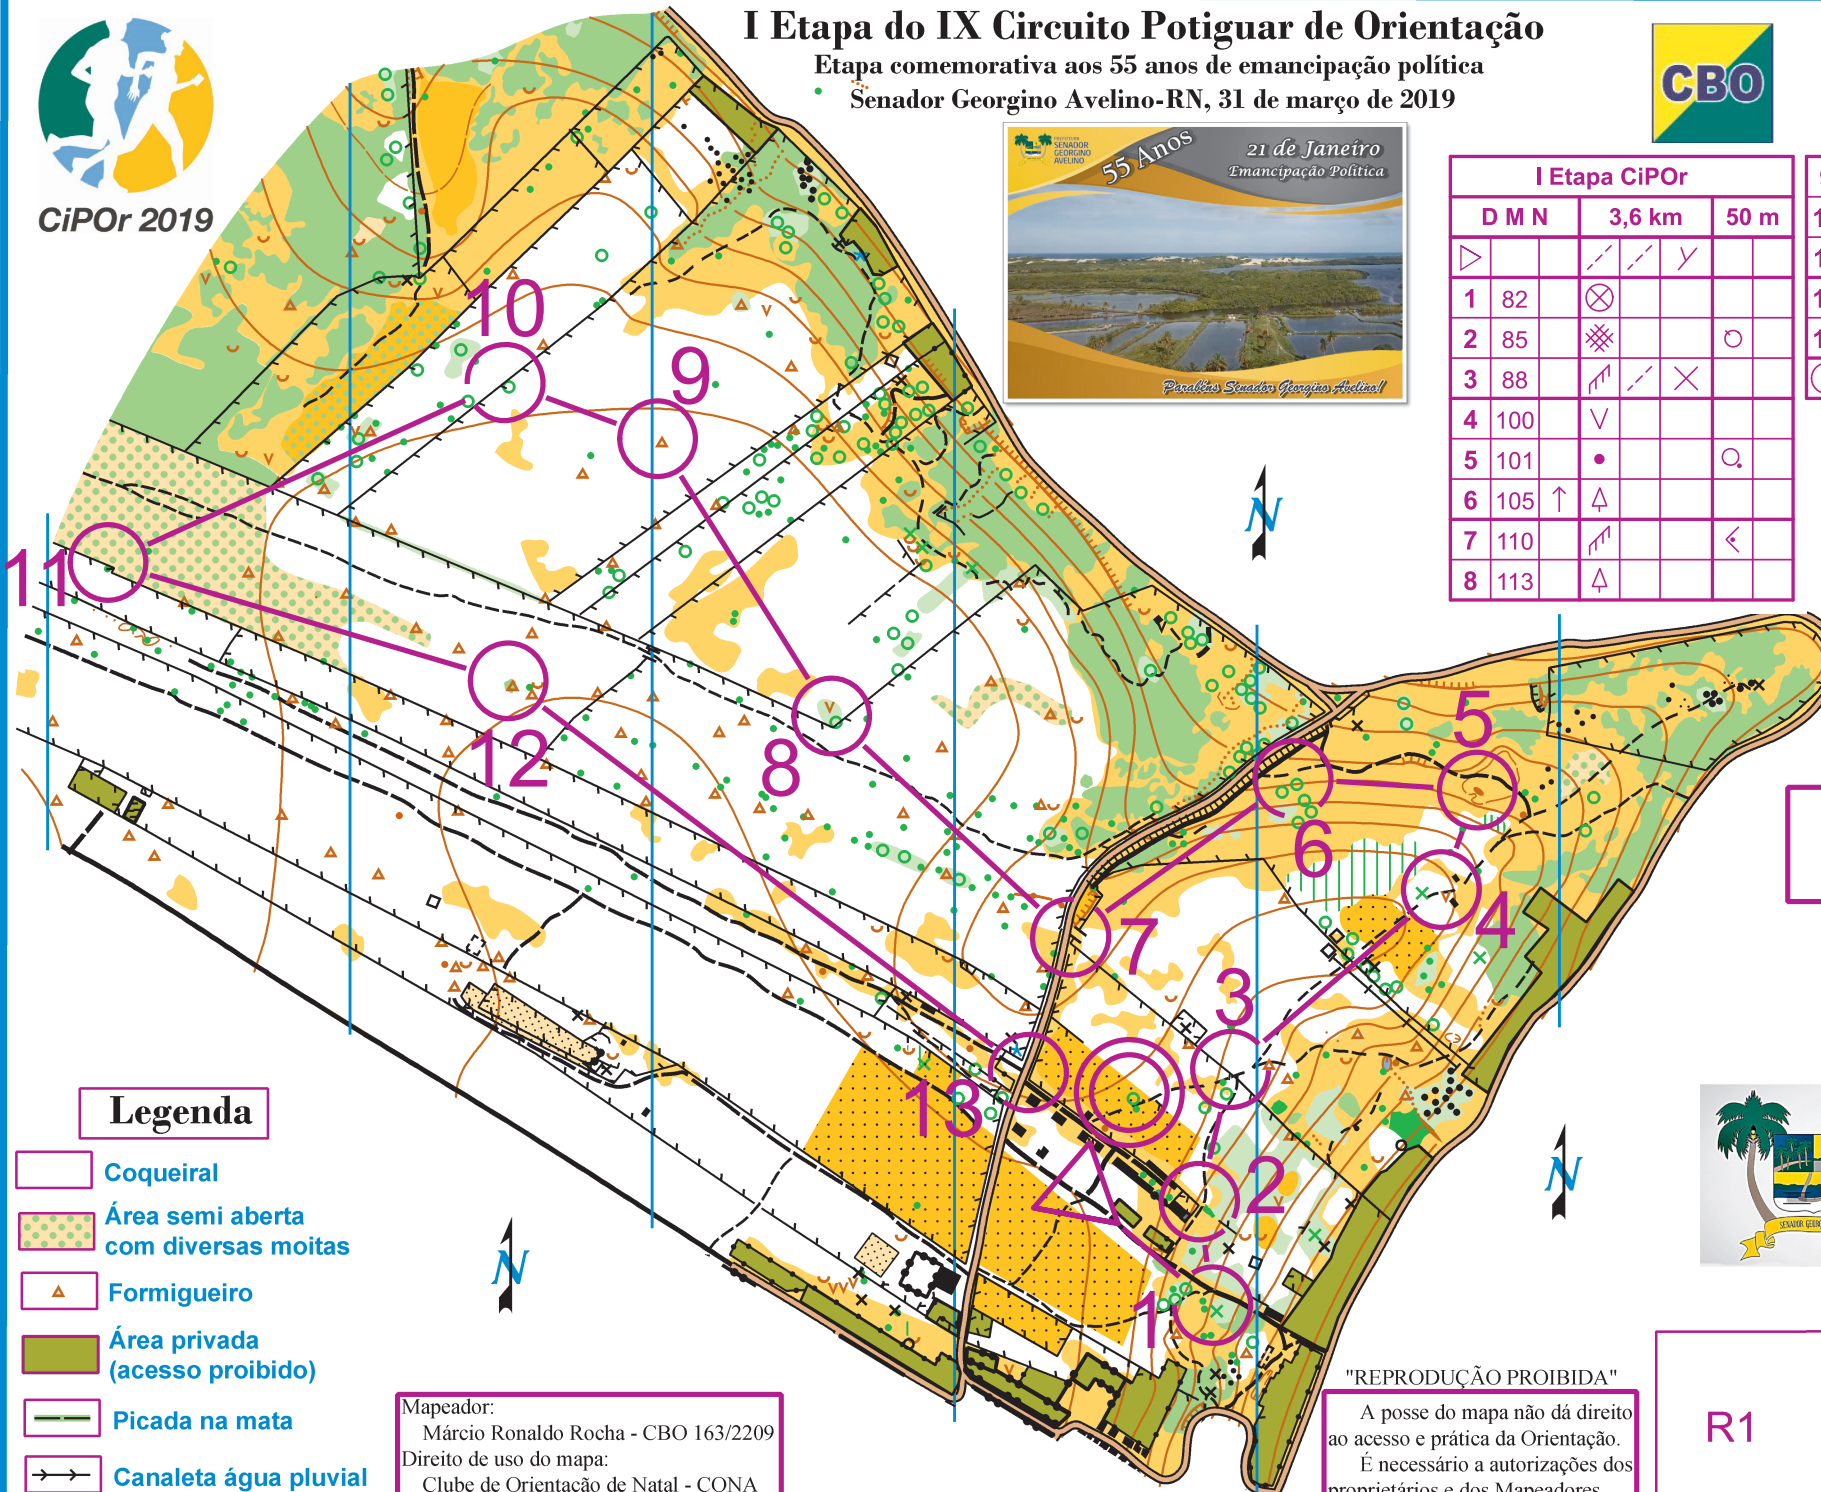 I Etapa do IX Circuito Potiguar de Orientação
Etapa comemorativa aos 55 anos de emancipação política
Senador Georgino Avelino-RN, 31 de março de 2019
CiPOr 2019
CBO
PREFEITURA
SENADOR
GEORGINO
AVELINO
55 Anos
21 de Janeiro
Emancipação Política
Parabéns Senador Georgino Avelino!
I Etapa CiPOr
D M N 3,6 km 50 m
1 82
2 85
3 88
4 100
5 101
6 105
7 110
8 113
N
N
N
10
9
11
12
8
5
6
4
7
3
13
2
1
Legenda
Coqueiral
Área semi aberta
com diversas moitas
Formigueiro
Área privada
(acesso proibido)
Picada na mata
Canaleta água pluvial
Mapeador:
Márcio Ronaldo Rocha - CBO 163/2209
Direito de uso do mapa:
Clube de Orientação de Natal - CONA
"REPRODUÇÃO PROIBIDA"
A posse do mapa não dá direito
ao acesso e prática da Orientação.
É necessário a autorizações dos
proprietários e dos Mapeadores
R1